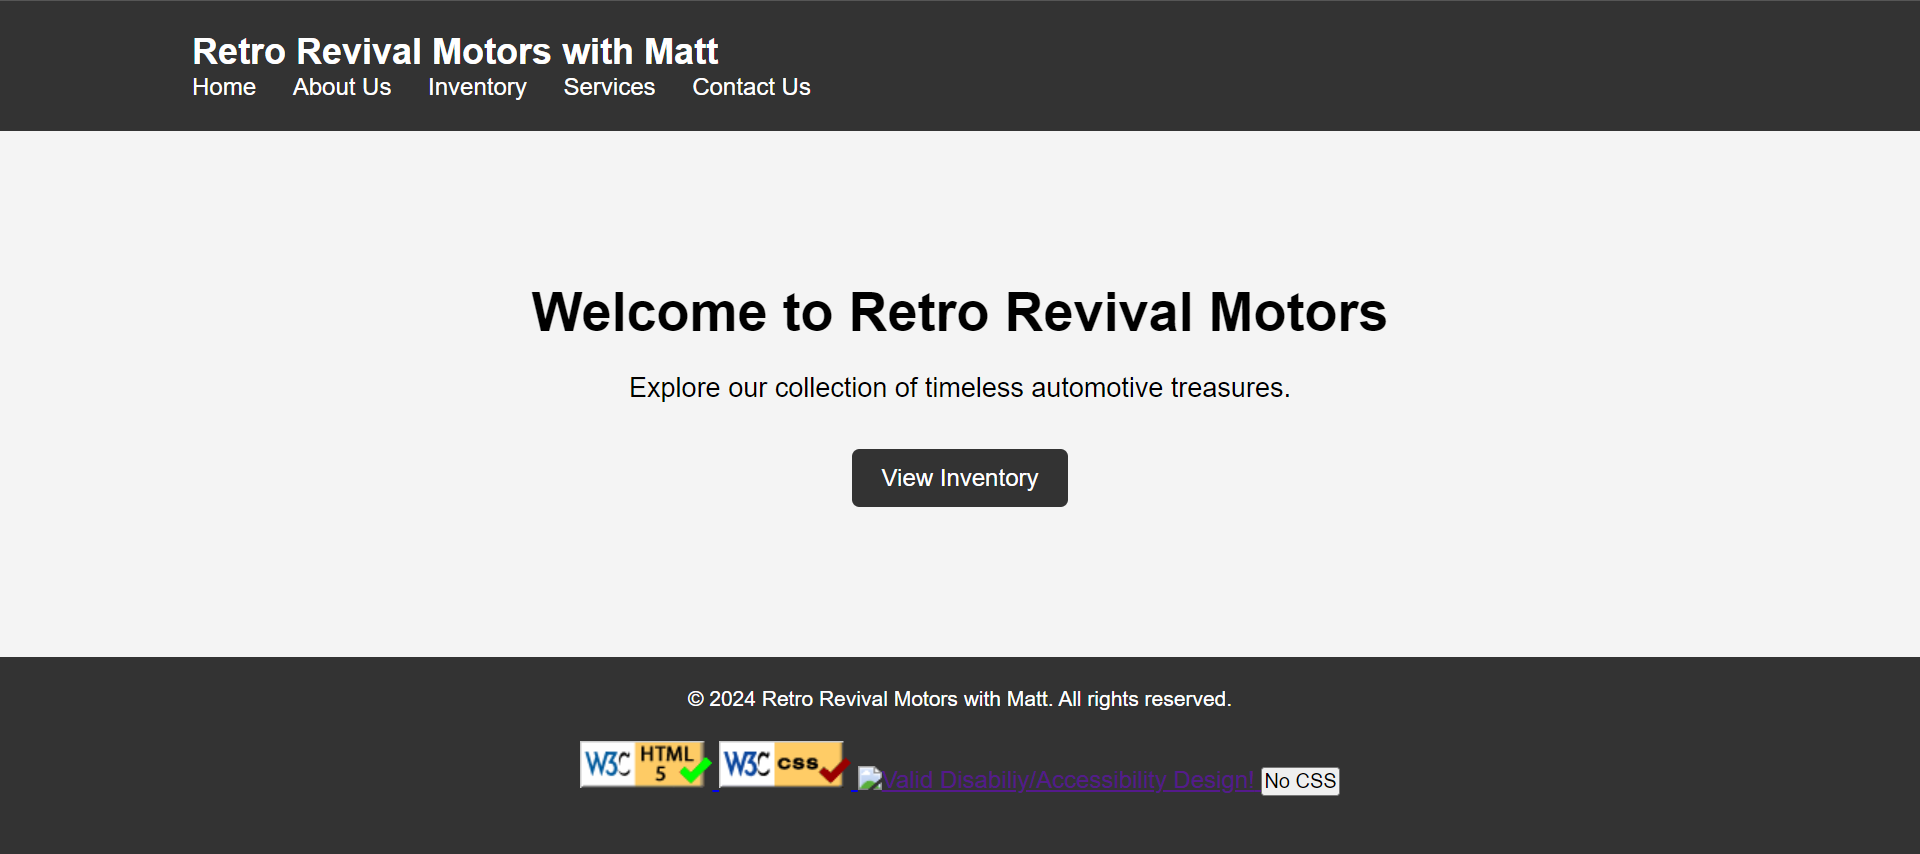 Retro Revival Motors with Matt
Home About Us Inventory Services Contact Us
Welcome to Retro Revival Motors
Explore our collection of timeless automotive treasures.
View Inventory
© 2024 Retro Revival Motors with Matt. All rights reserved.
W3C HTML 5 W3C css Valid Disabiliy/Accessibility Design! No CSS